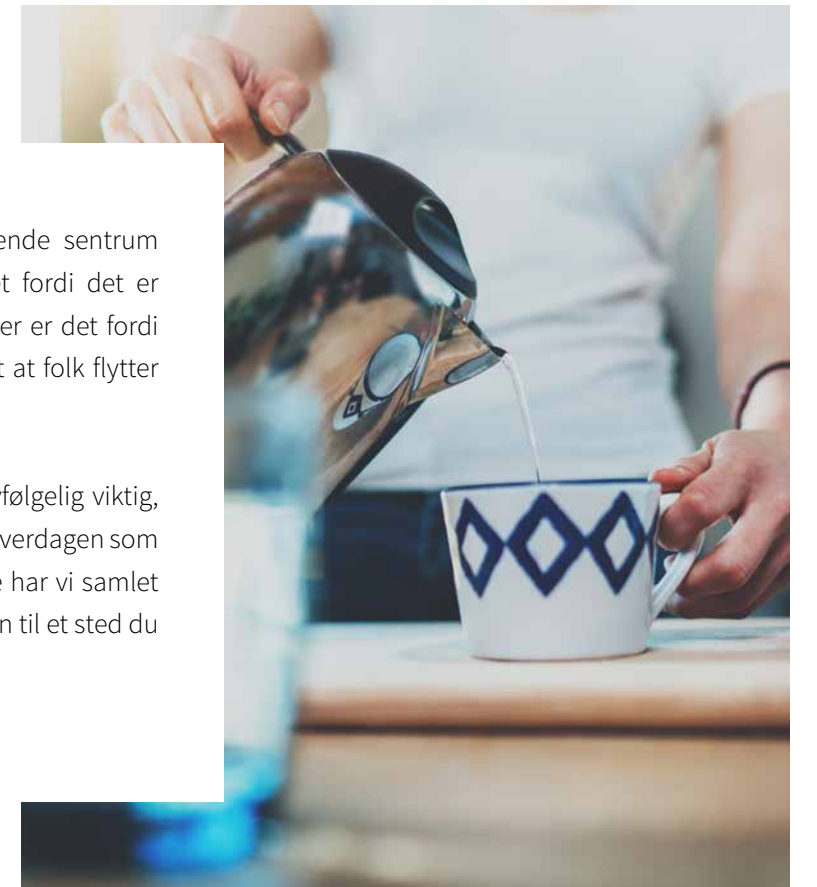 ende sentrum
t fordi det er
er er det fordi
t at folk flytter
følgelig viktig,
verdagen som
har vi samlet
n til et sted du